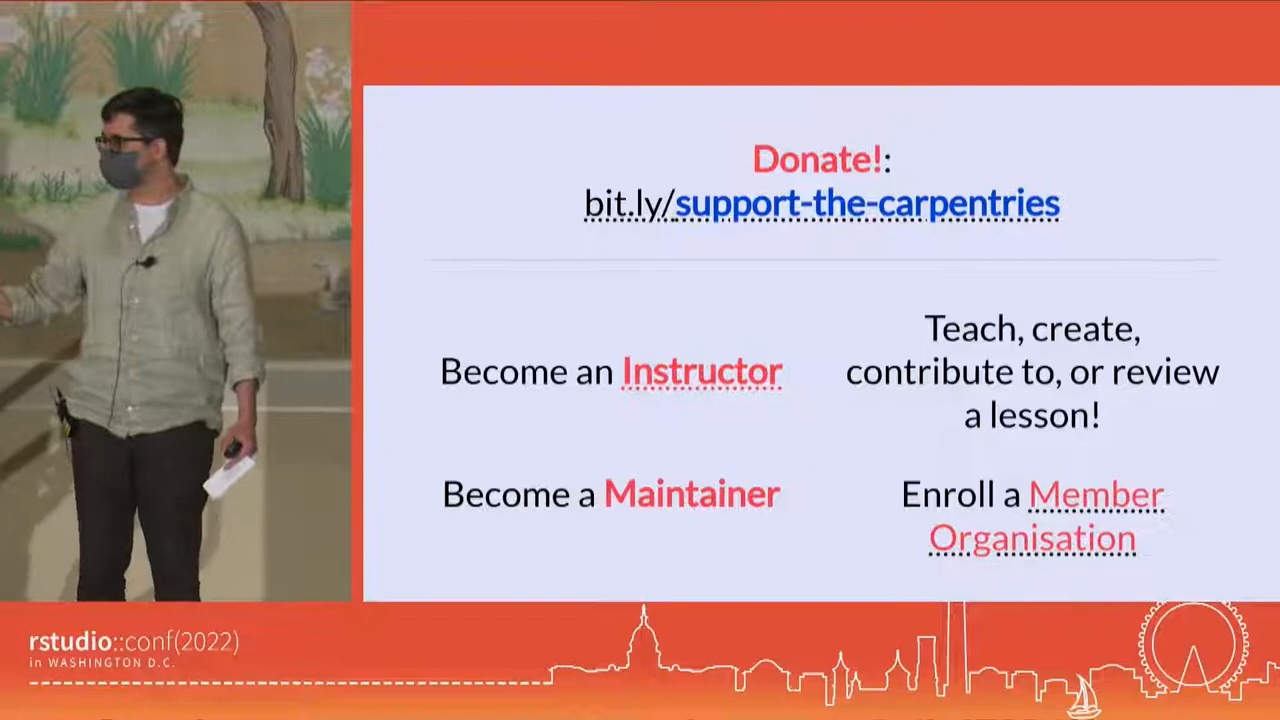 Donate!:
bit.ly/support-the-carpentries
Become an Instructor
Teach, create,
contribute to, or review
a lesson!
Become a Maintainer
Enroll a Member
Organisation
rstudio::conf(2022)
in WASHINGTON D.C.